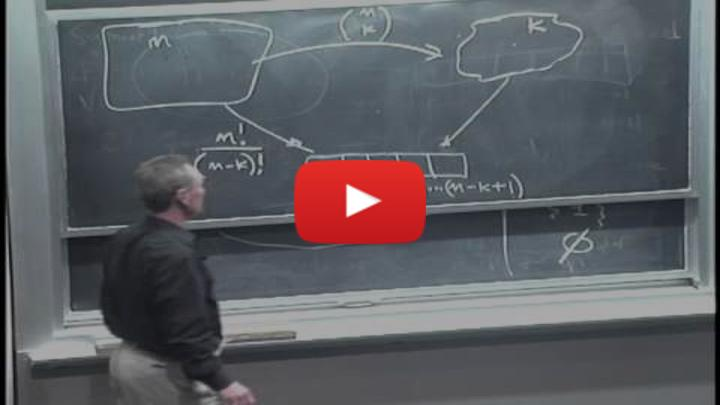 (n
k)
n
k
n!
(n-k)!
...(n-k+1)
∅